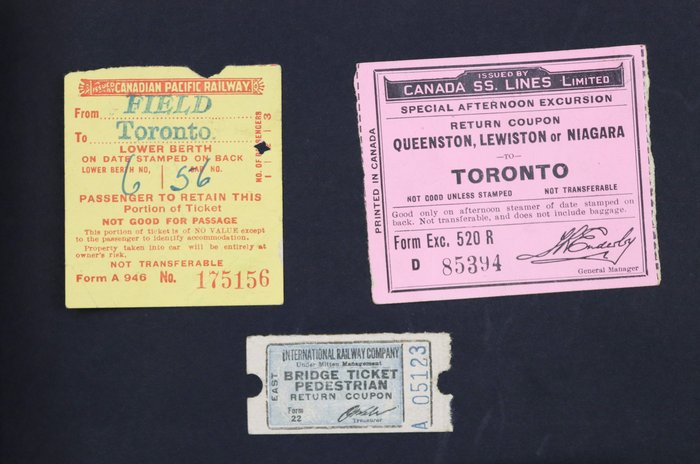 ISSUED BY CANADIAN PACIFIC RAILWAY.
From FIELD
To Toronto.
LOWER BERTH
ON DATE STAMPED ON BACK
LOWER BERTH NO, CAR NO.
6 56
PASSENGER TO RETAIN THIS
Portion of Ticket
NOT GOOD FOR PASSAGE
This portion of ticket is of NO VALUE except
to the passenger to identify accommodation.
Property taken into car will be entirely at
owner's risk.
NOT TRANSFERABLE
Form A 946 No. 175156
NO. OF PASSENGERS
1 2 3
PRINTED IN CANADA
ISSUED BY
CANADA SS. LINES LIMITED
SPECIAL AFTERNOON EXCURSION
RETURN COUPON
QUEENSTON, LEWISTON OR NIAGARA
—TO—
TORONTO
NOT GOOD UNLESS STAMPED NOT TRANSFERABLE
Good only on afternoon steamer of date stamped on
back. Not transferable, and does not include baggage.
Form Exc. 520 R
D 85394
General Manager
EAST
INTERNATIONAL RAILWAY COMPANY
Under Mitten Management
BRIDGE TICKET
PEDESTRIAN
RETURN COUPON
Form
22
Treasurer
A 05123